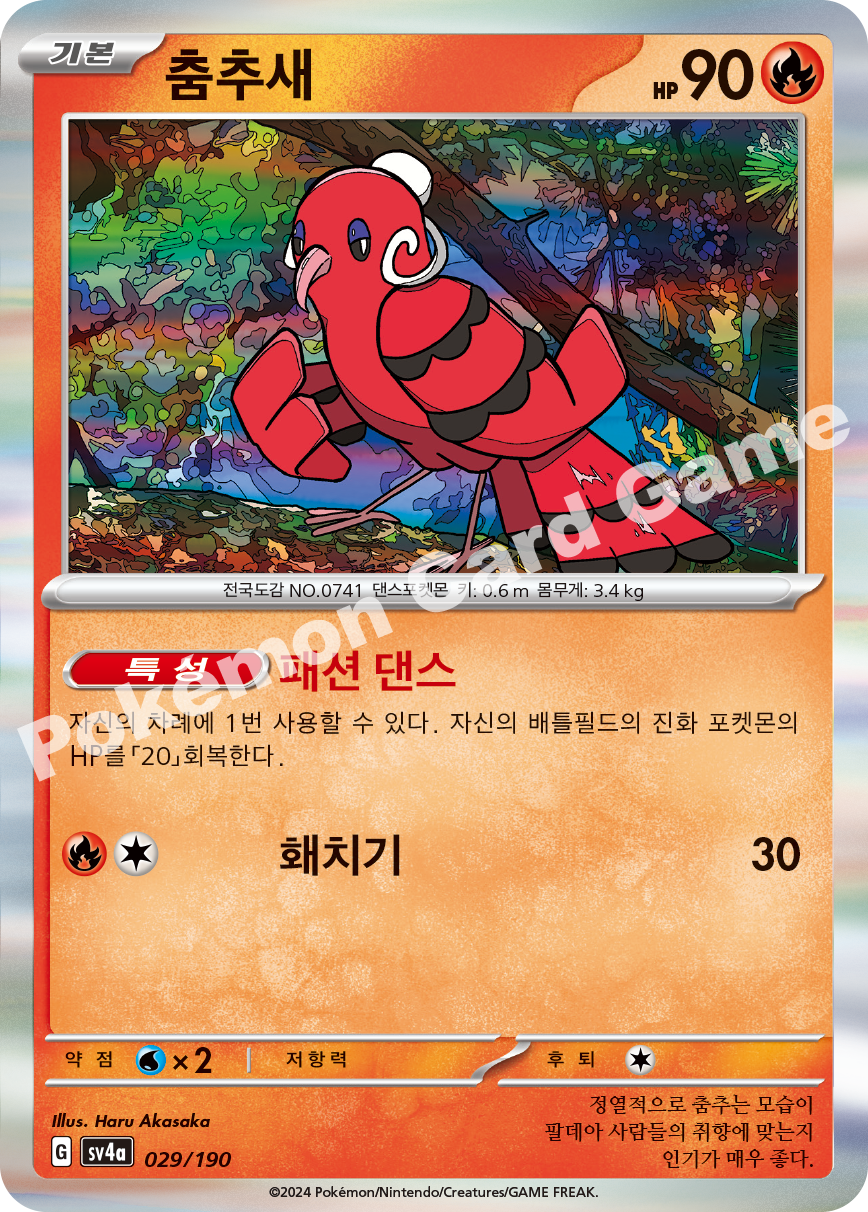 기본 춤추새 HP 90
전국도감 NO.0741 댄스포켓몬 키: 0.6 m 몸무게: 3.4 kg
특성 패션 댄스
자신의 차례에 1번 사용할 수 있다. 자신의 배틀필드의 진화 포켓몬의
HP를 「20」회복한다.
화치기 30
약점 ×2 저항력 후퇴
정열적으로 춤추는 모습이
팔데아 사람들의 취향에 맞는지
인기가 매우 좋다.
Illus. Haru Akasaka
G sv4a 029/190
©2024 Pokémon/Nintendo/Creatures/GAME FREAK.
Pokémon Card Game